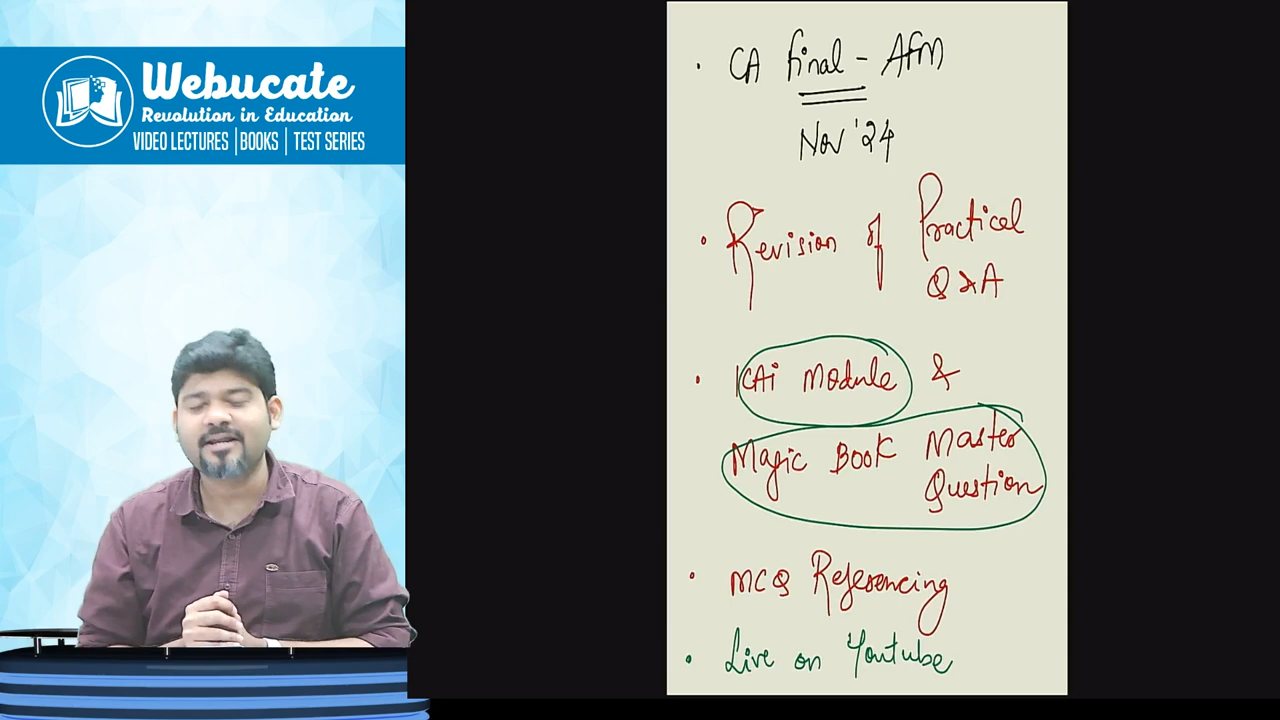 Webucate
Revolution in Education
VIDEO LECTURES | BOOKS | TEST SERIES
• CA Final - AFM
Nov '24
• Revision of Practical
Q & A
• ICAi Module &
Magic Book Master
Question
• MCQ Referencing
• Live on Youtube